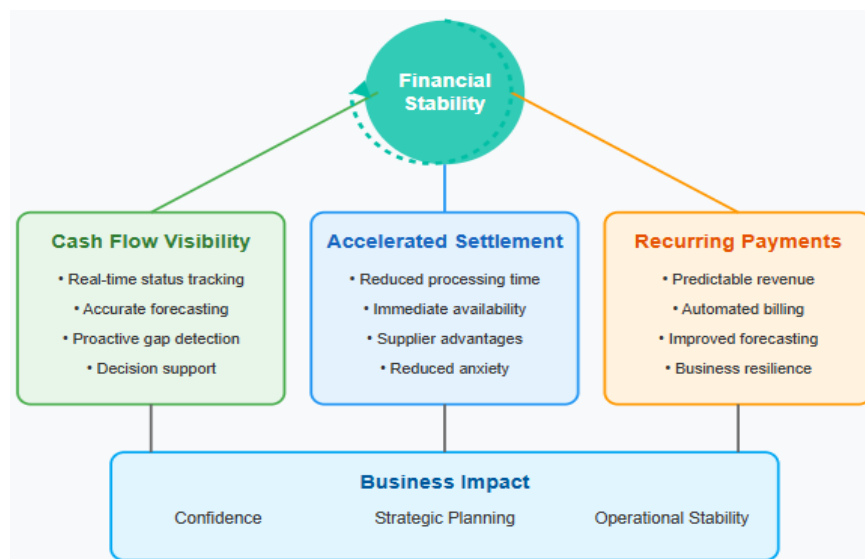 Financial
Stability
Cash Flow Visibility
• Real-time status tracking
• Accurate forecasting
• Proactive gap detection
• Decision support
Accelerated Settlement
• Reduced processing time
• Immediate availability
• Supplier advantages
• Reduced anxiety
Recurring Payments
• Predictable revenue
• Automated billing
• Improved forecasting
• Business resilience
Business Impact
Confidence
Strategic Planning
Operational Stability